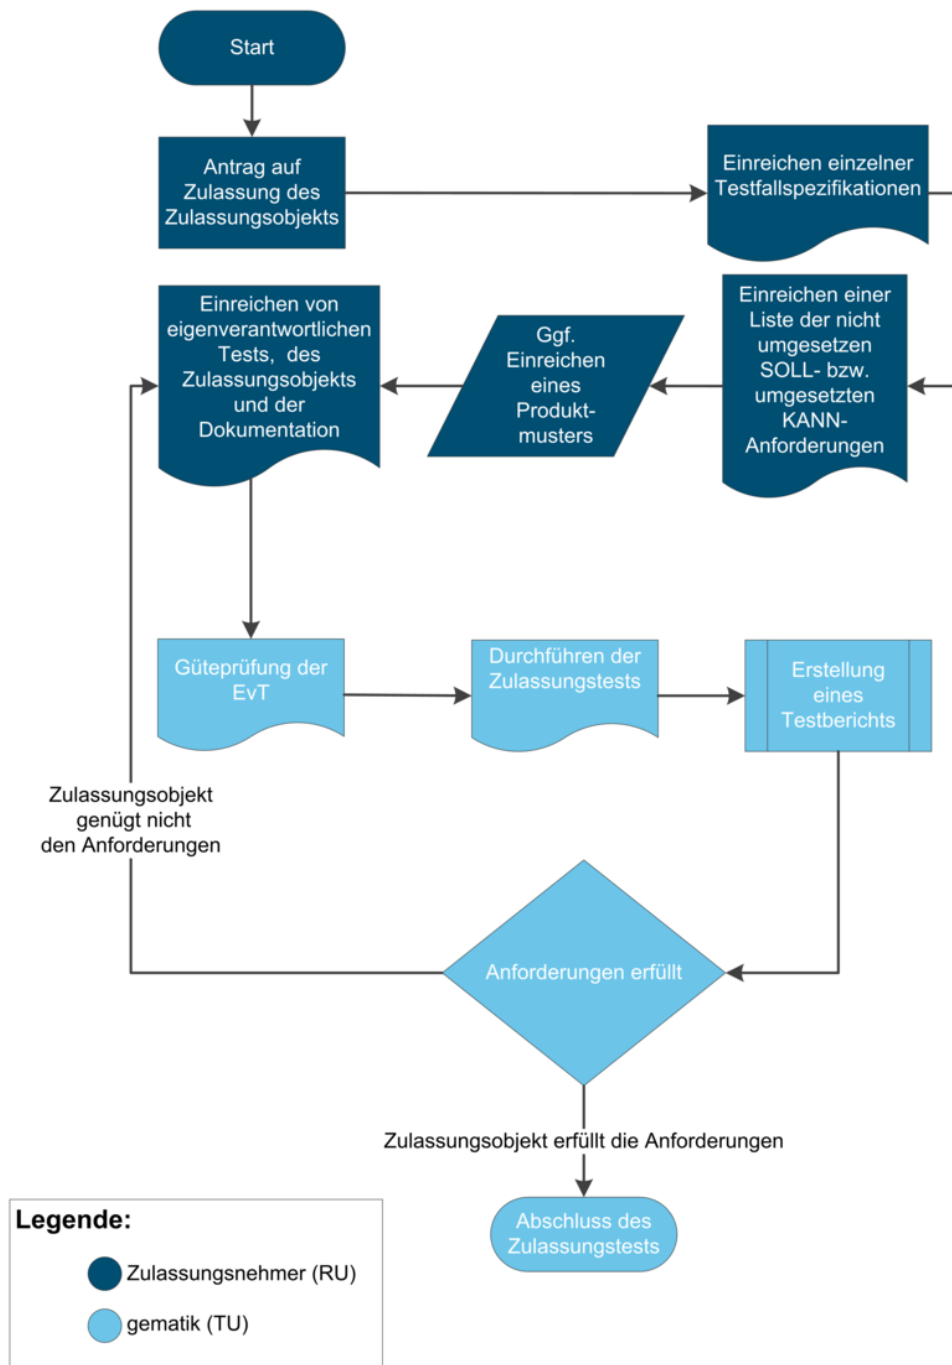 Start
Antrag auf
Zulassung des
Zulassungsobjekts
Einreichen einzelner
Testfallspezifikationen
Einreichen von
eigenverantwortlichen
Tests, des
Zulassungsobjekts
und der
Dokumentation
Ggf.
Einreichen
eines
Produkt-
musters
Einreichen einer
Liste der nicht
umgesetzen
SOLL- bzw.
umgesetzten
KANN-
Anforderungen
Güteprüfung der
EvT
Durchführen der
Zulassungstests
Erstellung
eines
Testberichts
Zulassungsobjekt
genügt nicht
den Anforderungen
Anforderungen erfüllt
Zulassungsobjekt erfüllt die Anforderungen
Abschluss des
Zulassungstests
Legende:
Zulassungsnehmer (RU)
gematik (TU)